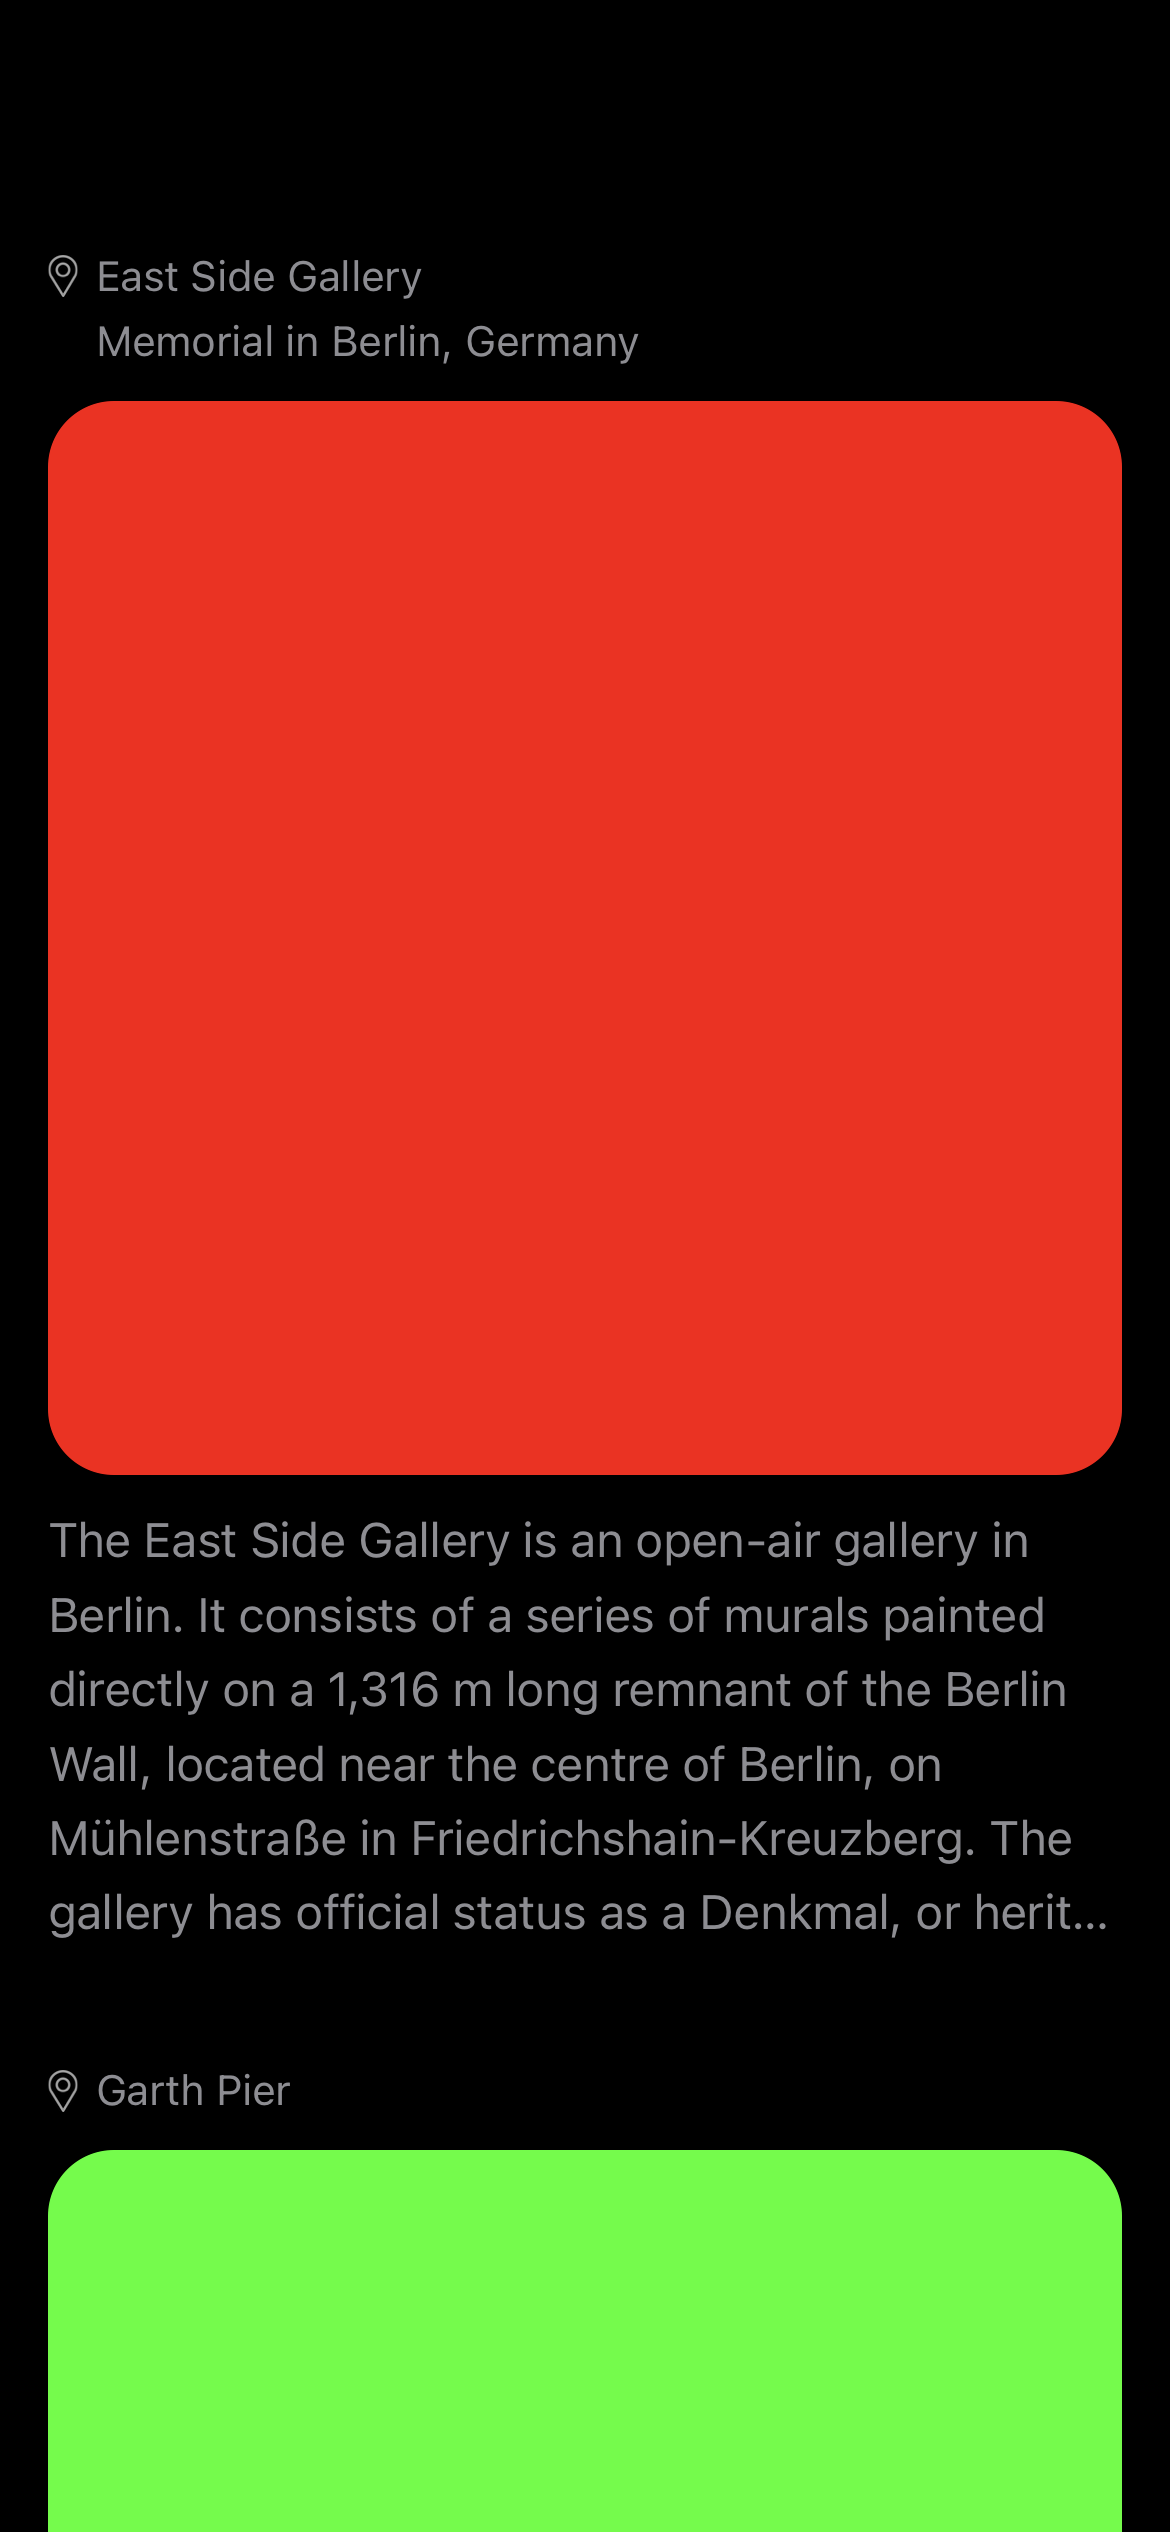 East Side Gallery
Memorial in Berlin, Germany
The East Side Gallery is an open-air gallery in
Berlin. It consists of a series of murals painted
directly on a 1,316 m long remnant of the Berlin
Wall, located near the centre of Berlin, on
Mühlenstraße in Friedrichshain-Kreuzberg. The
gallery has official status as a Denkmal, or herit...
Garth Pier